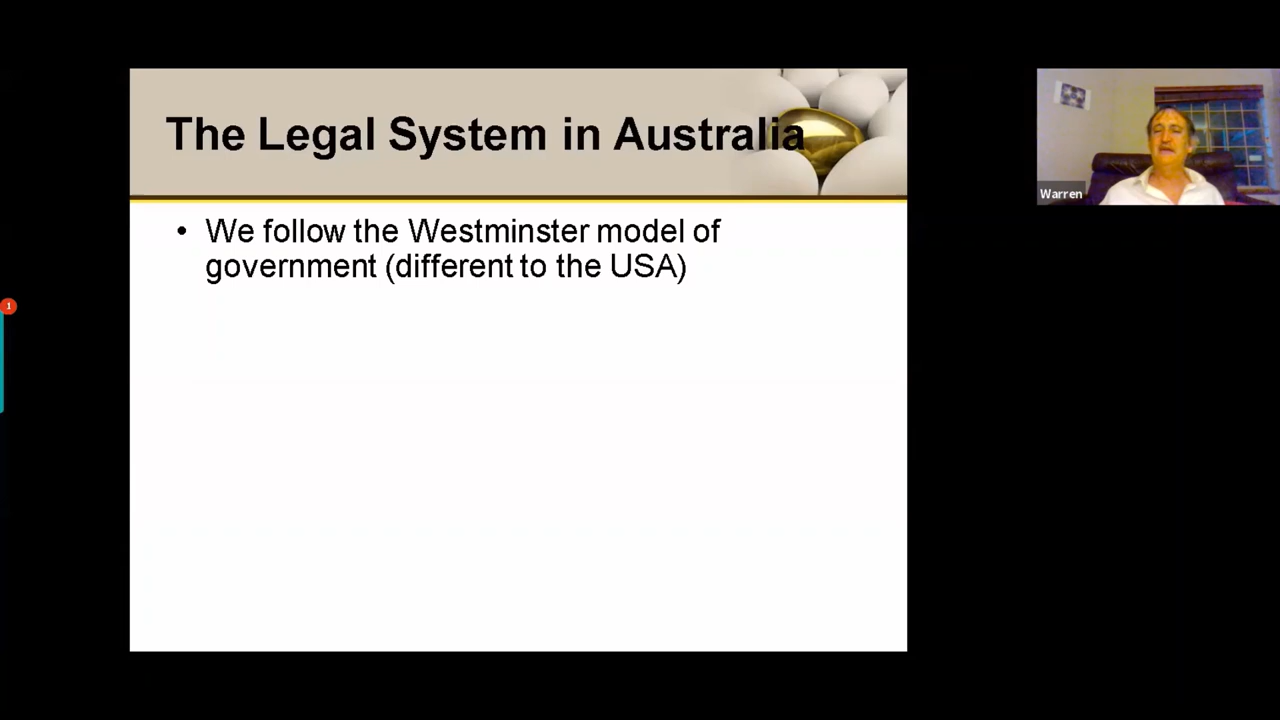 The Legal System in Australia
• We follow the Westminster model of
government (different to the USA)
Warren
1